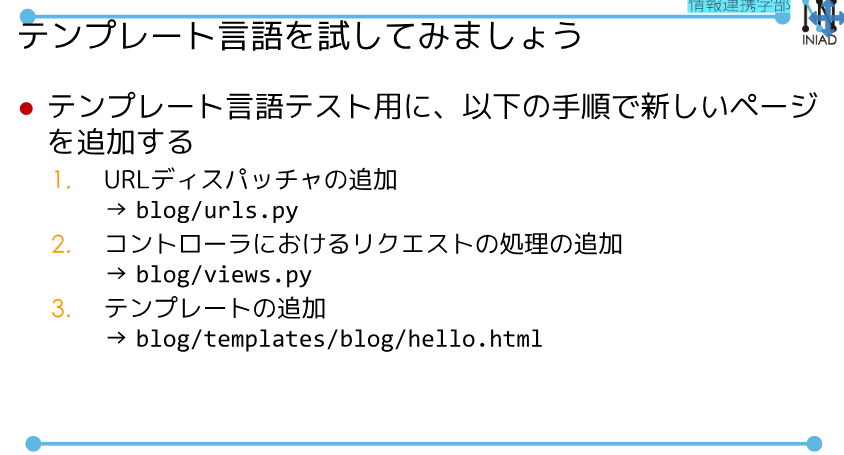 情報連携学部
INIAD
テンプレート言語を試してみましょう
● テンプレート言語テスト用に、以下の手順で新しいページ
を追加する
1. URLディスパッチャの追加
→ blog/urls.py
2. コントローラにおけるリクエストの処理の追加
→ blog/views.py
3. テンプレートの追加
→ blog/templates/blog/hello.html